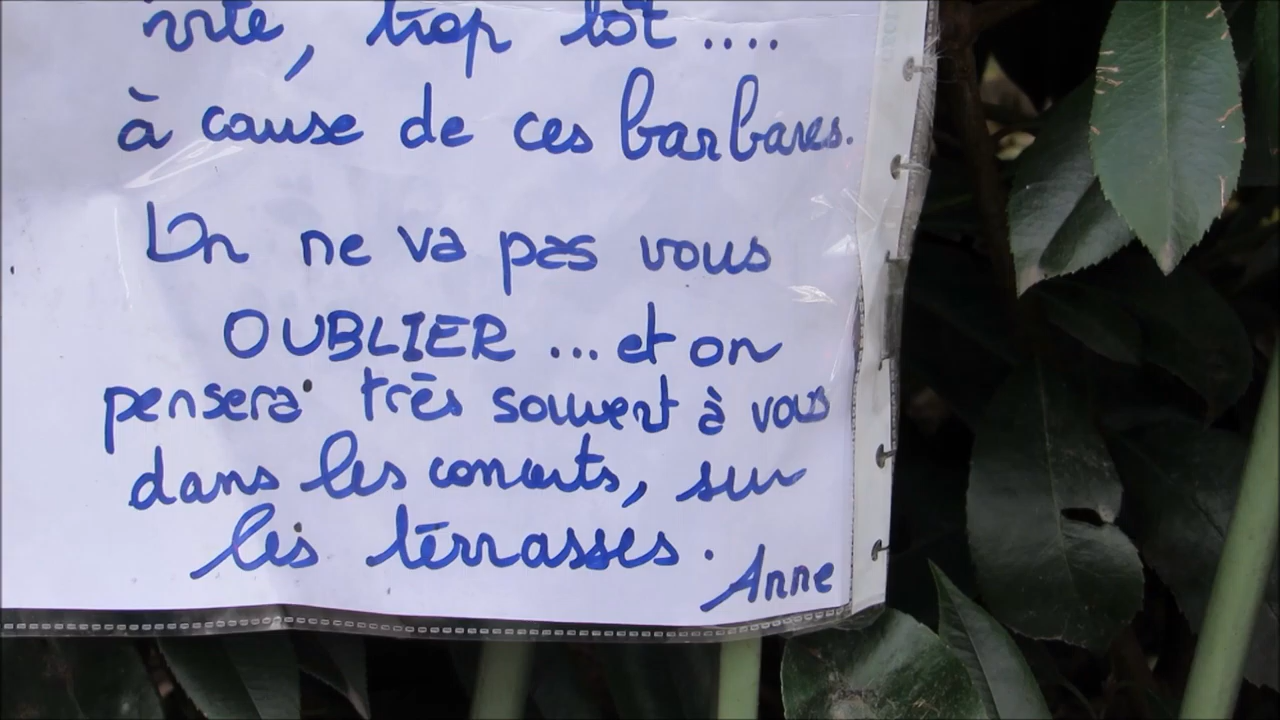 vite, trop tôt....
à cause de ces barbares.
On ne va pas vous
OUBLIER ... et on
pensera très souvent à vous
dans les concerts, sur
les terrasses.
Anne